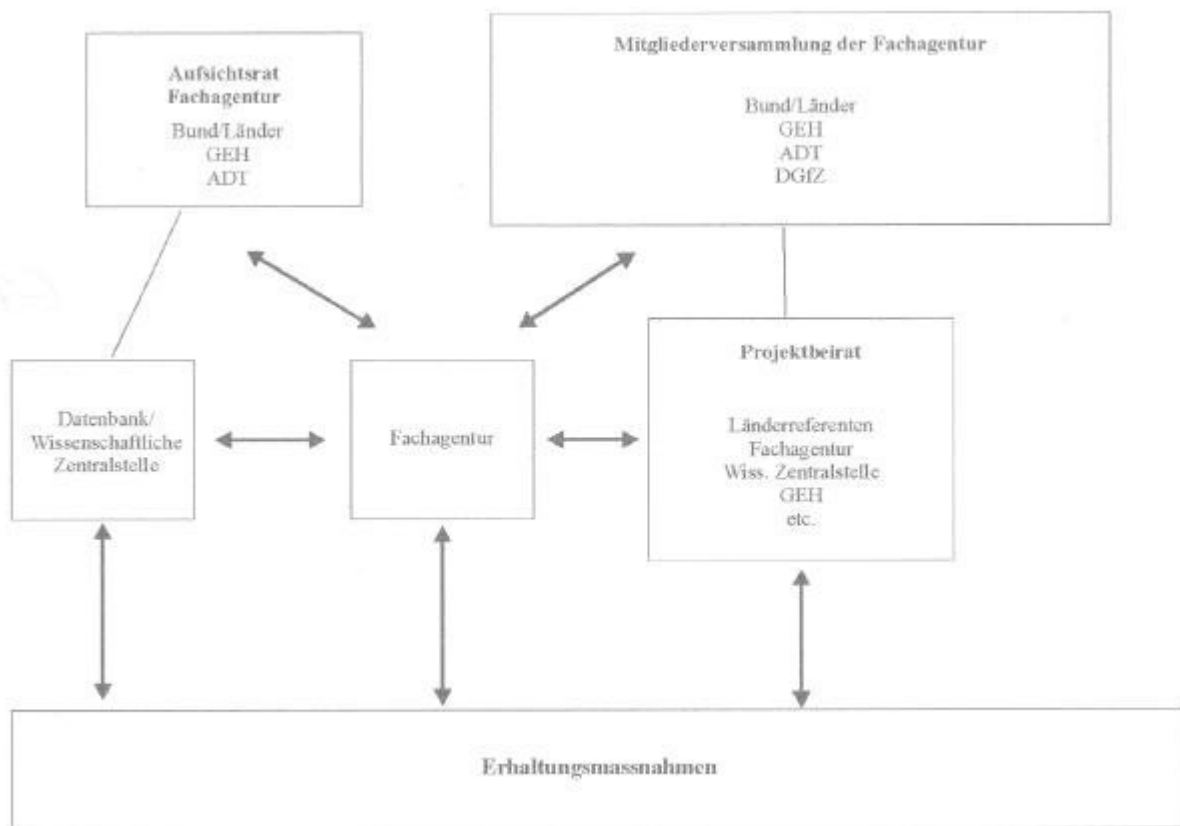 Aufsichtsrat
Fachagentur
Bund/Länder
GEH
ADT
Mitgliederversammlung der Fachagentur
Bund/Länder
GEH
ADT
DGfZ
Datenbank/
Wissenschaftliche
Zentralstelle
Fachagentur
Projektbeirat
Länderreferenten
Fachagentur
Wiss. Zentralstelle
GEH
etc.
Erhaltungsmassnahmen